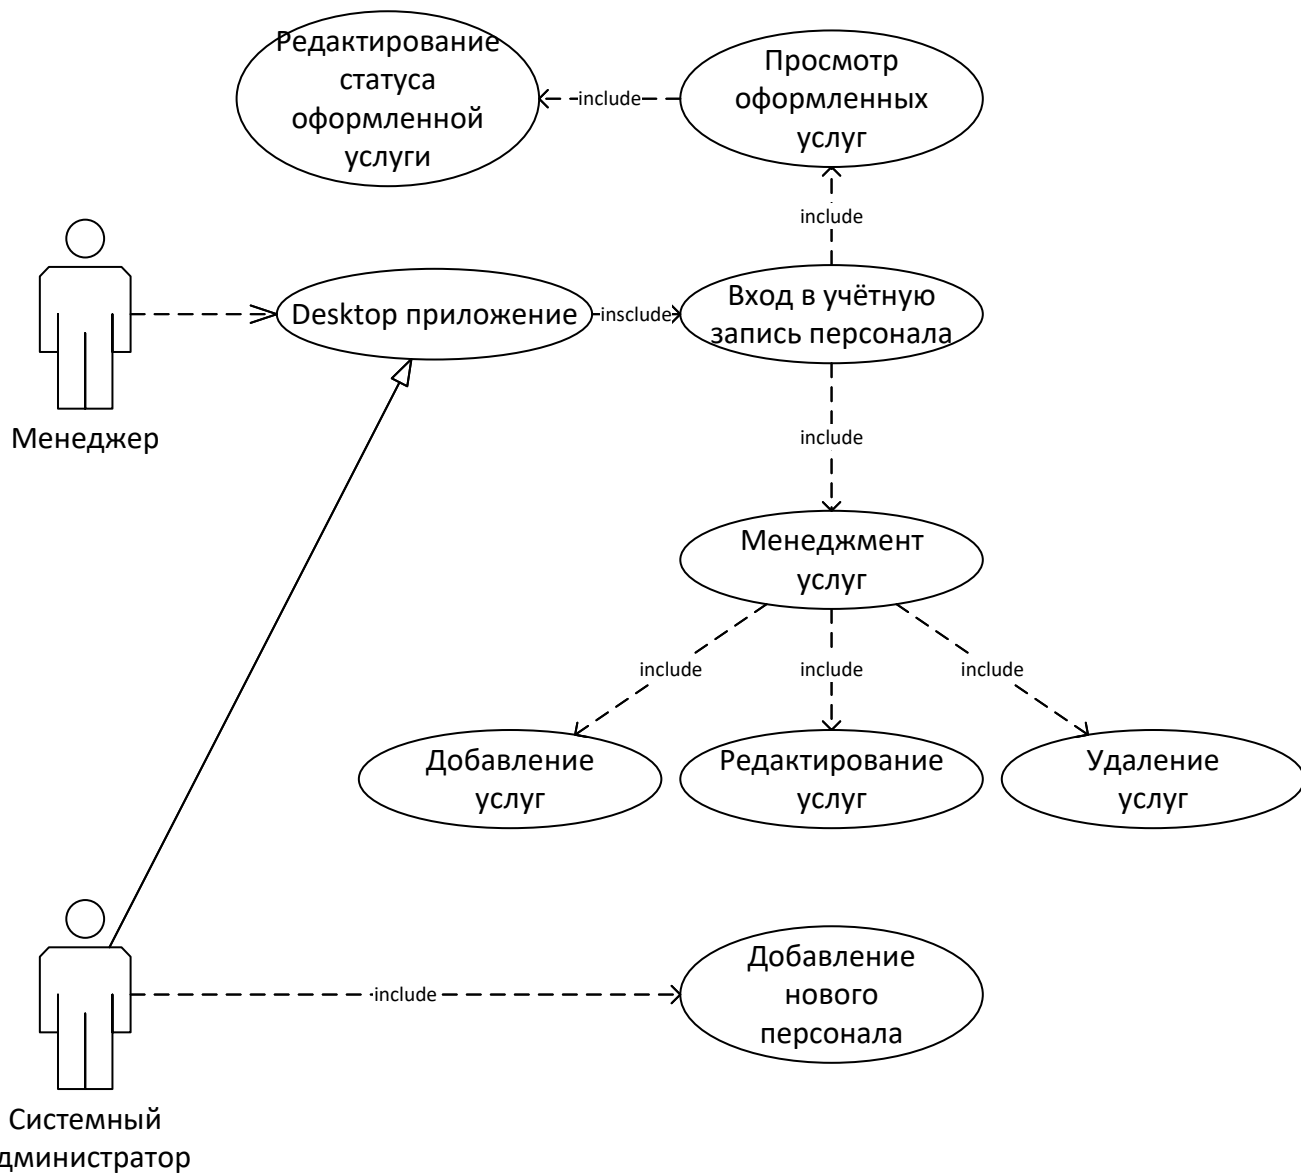 Редактирование
статуса
оформленной
услуги
include
Просмотр
оформленных
услуг
include
Менеджер
Desktop приложение
insclude
Вход в учётную
запись персонала
include
Менеджмент
услуг
include
include
include
Добавление
услуг
Редактирование
услуг
Удаление
услуг
include
Добавление
нового
персонала
Системный
дминистратор